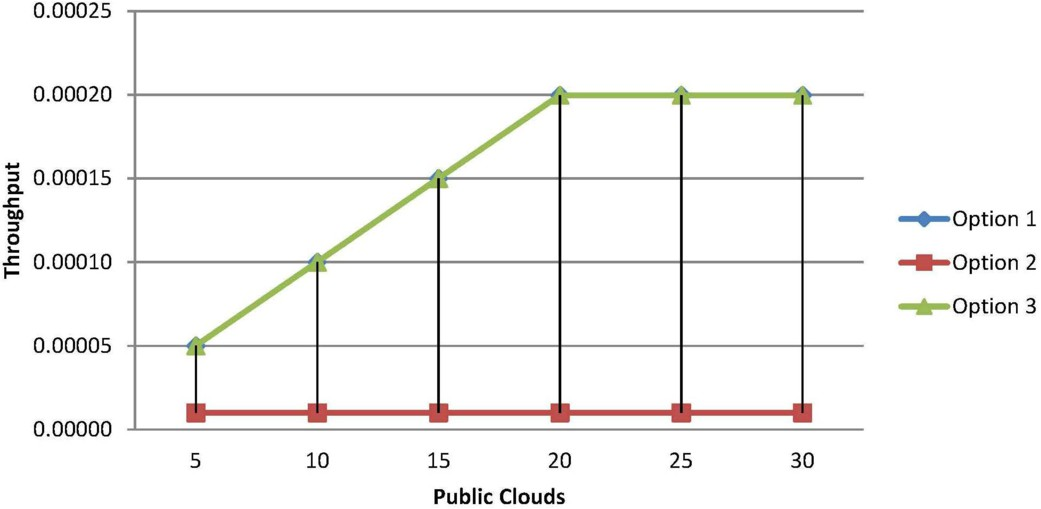 0.00025
0.00020
0.00015
0.00010
0.00005
0.00000
Throughput
5 10 15 20 25 30
Public Clouds
Option 1
Option 2
Option 3